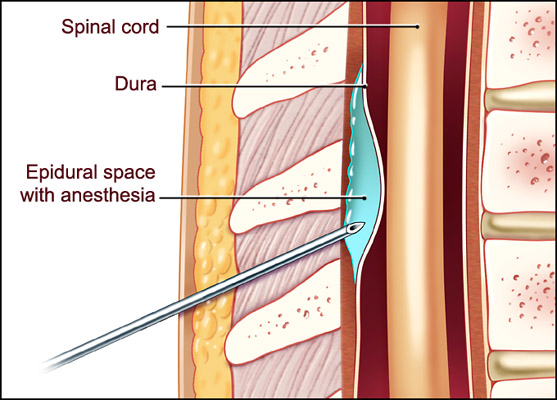 Spinal cord
Dura
Epidural space
with anesthesia